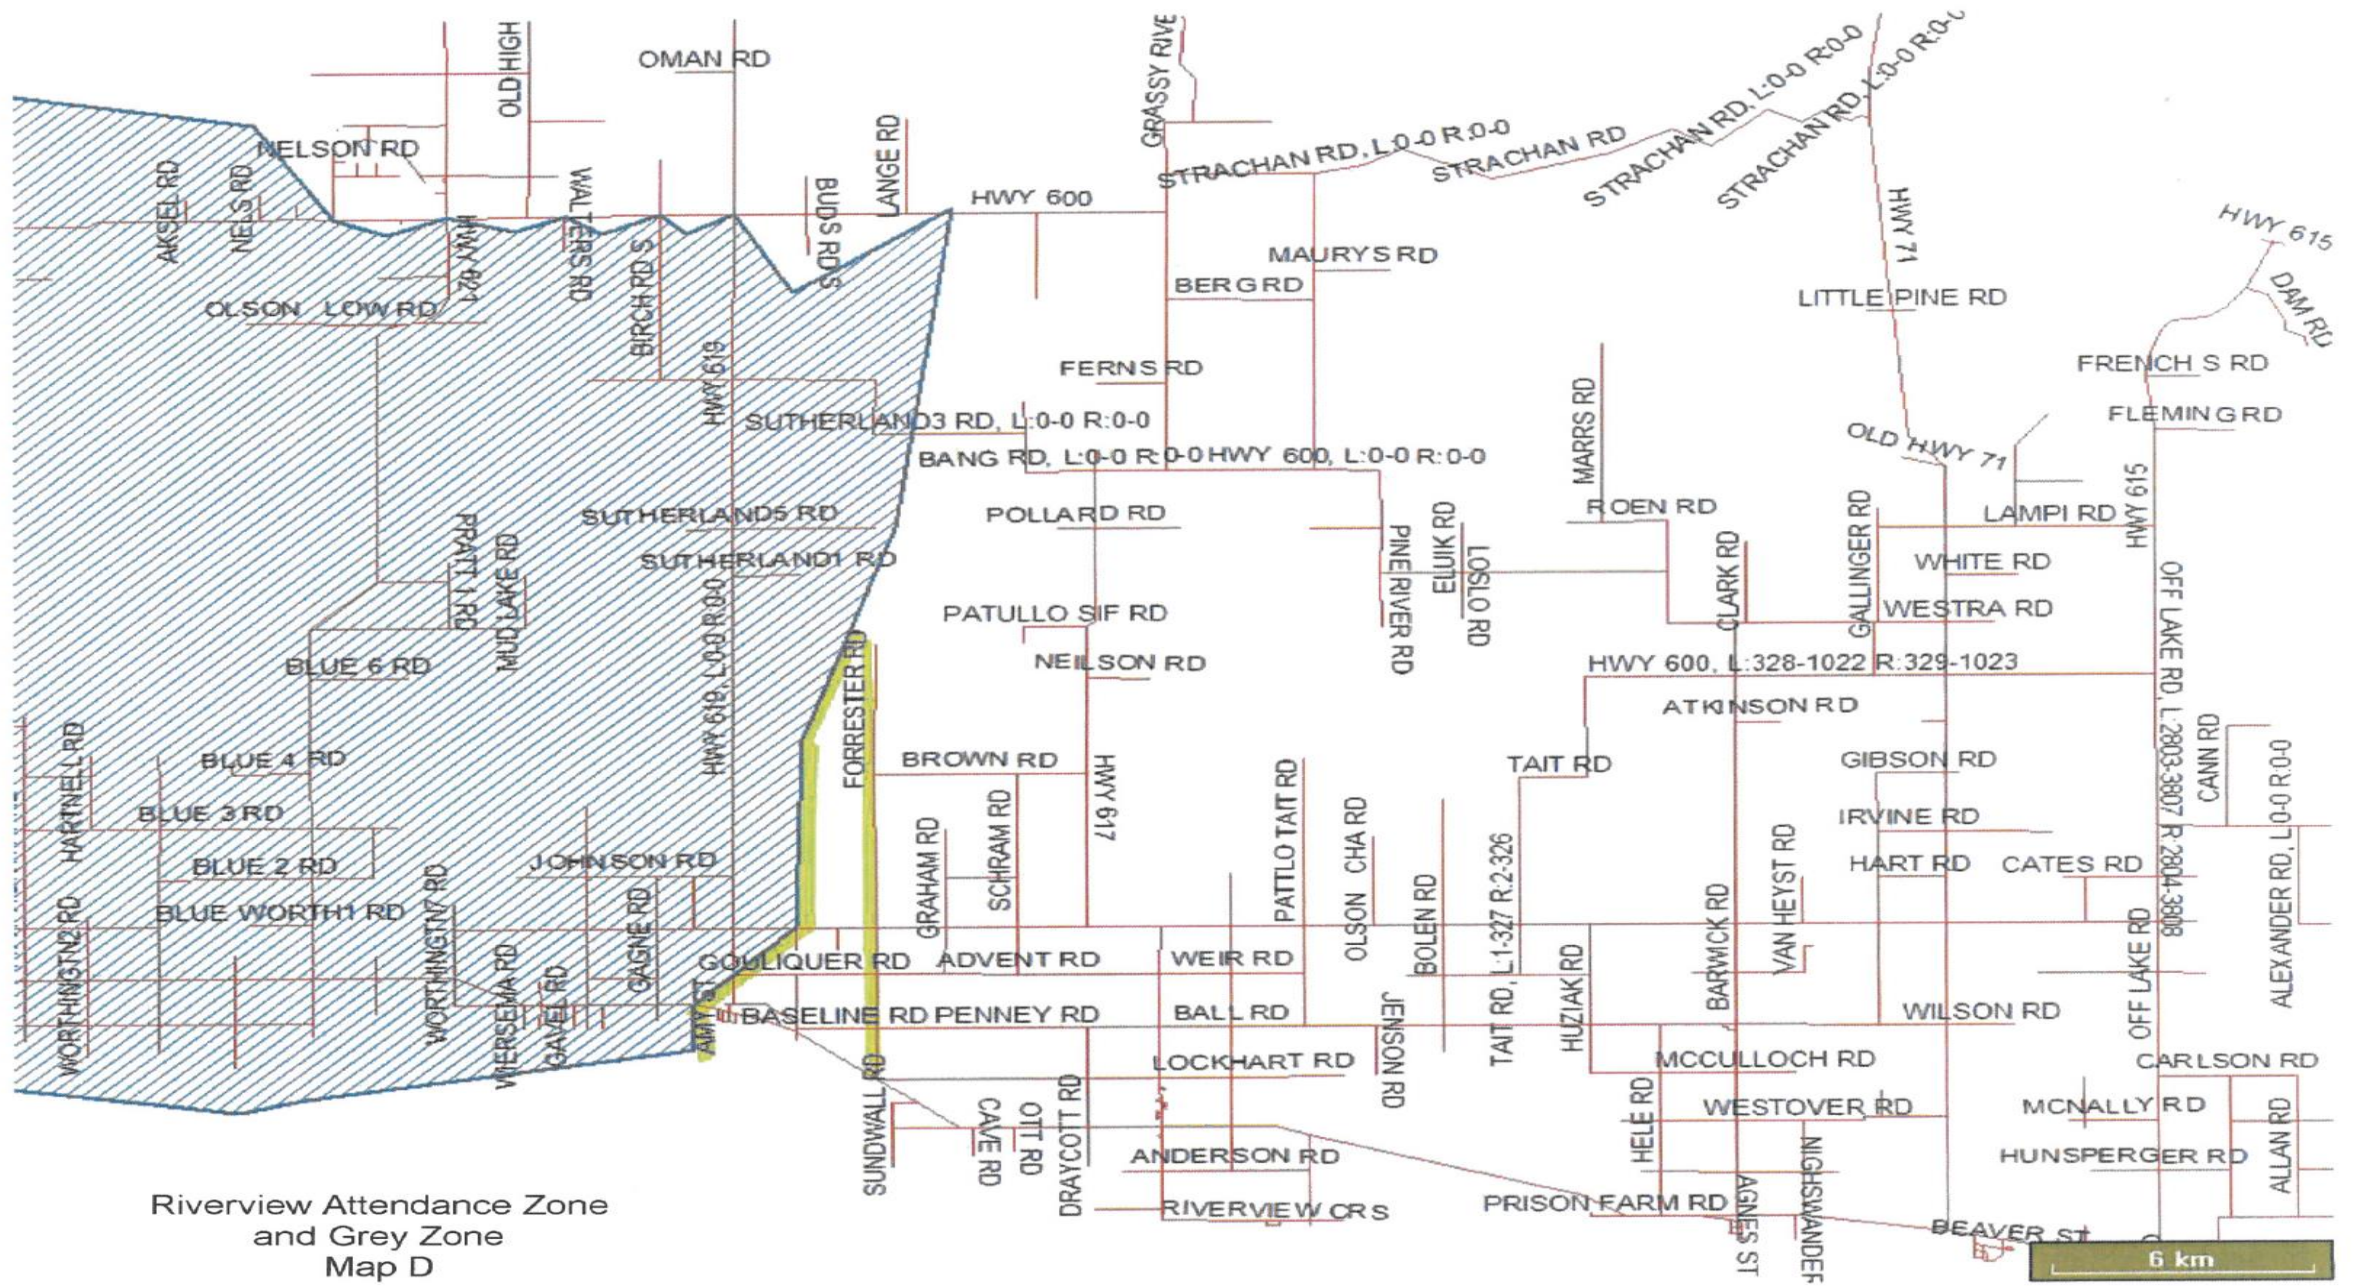 OLD HIGH
OMAN RD
GRASSY RIVE
STRACHAN RD, L:0-0 R:0-0
STRACHAN RD
STRACHAN RD, L:0-0 R:0-0
STRACHAN RD, L:0-0 R:0-0
NELSON RD
AKSEL RD
NELS RD
WALTERS RD
BUDS RD S
LANGE RD
HWY 600
HWY 71
HWY 615
DAM RD
HWY 621
BIRCH RD S
MAURYS RD
BERG RD
LITTLE PINE RD
OLSON LOW RD
HWY 619
FERNS RD
FRENCH S RD
SUTHERLAND3 RD, L:0-0 R:0-0
MARRS RD
FLEMING RD
BANG RD, L:0-0 R:0-0
HWY 600, L:0-0 R:0-0
OLD HWY 71
HWY 615
SUTHERLAND5 RD
POLLARD RD
ROEN RD
LAMPI RD
PRATT 1 RD
MUD LAKE RD
SUTHERLAND1 RD
PINE RIVER RD
ELUIK RD
LOSLO RD
CLARK RD
GALLINGER RD
WHITE RD
PATULLO SIF RD
WESTRA RD
HWY 619, L:0-0 R:0-0
BLUE 6 RD
FORRESTER RD
NEILSON RD
HWY 600, L:328-1022 R:329-1023
OFF LAKE RD, L:2803-3807 R:2804-3808
ATKINSON RD
HARTNELL RD
BLUE 4 RD
BROWN RD
HWY 617
TAIT RD
GIBSON RD
CANN RD
BLUE 3 RD
GRAHAM RD
SCHRAM RD
PATTLO TAIT RD
OLSON CHA RD
IRVINE RD
BLUE 2 RD
JOHNSON RD
BOLEN RD
TAIT RD, L:1-327 R:2-326
VAN HEYST RD
HART RD
CATES RD
ALEXANDER RD, L:0-0 R:0-0
BLUE WORTH1 RD
WORTHINGTN2 RD
WORTHINGTN7 RD
WIERSEMA RD
GAVEL RD
GAGNE RD
GOULIQUER RD
ADVENT RD
WEIR RD
HUZIAK RD
BARWICK RD
OFF LAKE RD
AMY ST
BASELINE RD
PENNEY RD
BALL RD
JENSON RD
WILSON RD
SUNDWALL RD
LOCKHART RD
MCCULLOCH RD
CARLSON RD
CAVE RD
OTT RD
DRAYCOTT RD
HELE RD
WESTOVER RD
MCNALLY RD
ANDERSON RD
NIGHSWANDER
HUNSPERGER RD
ALLAN RD
RIVERVIEW CRS
PRISON FARM RD
AGNES ST
BEAVER ST
Riverview Attendance Zone
and Grey Zone
Map D
6 km